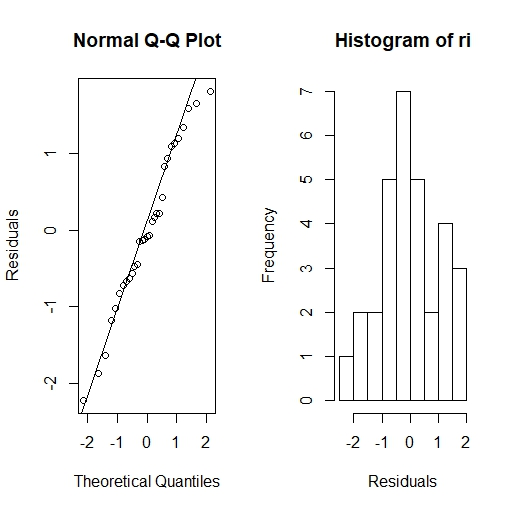 Normal Q-Q Plot
Residuals
1
0
-1
-2
-2 -1 0 1 2
Theoretical Quantiles
Histogram of ri
Frequency
7
6
5
4
3
2
1
0
-2 -1 0 1 2
Residuals